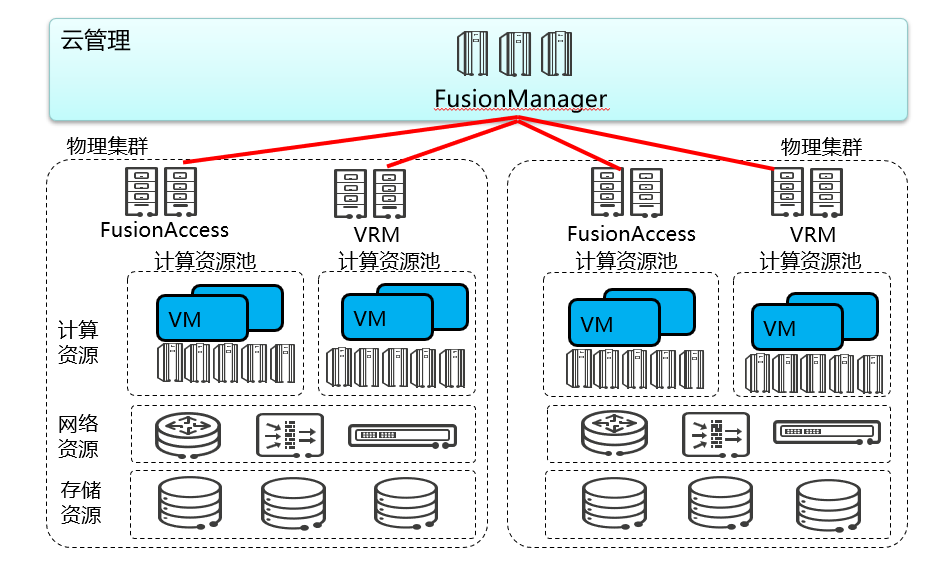 云管理
FusionManager
物理集群
物理集群
FusionAccess
VRM
FusionAccess
VRM
计算资源池
计算资源池
计算资源池
计算资源池
计算
资源
VM
VM
VM
VM
网络
资源
存储
资源